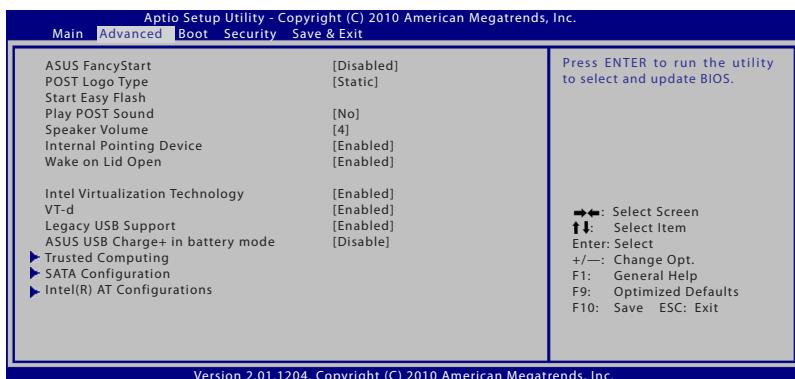 Aptio Setup Utility - Copyright (C) 2010 American Megatrends, Inc.
Main Advanced Boot Security Save & Exit
ASUS FancyStart [Disabled]
POST Logo Type [Static]
Start Easy Flash
Play POST Sound [No]
Speaker Volume [4]
Internal Pointing Device [Enabled]
Wake on Lid Open [Enabled]
Intel Virtualization Technology [Enabled]
VT-d [Enabled]
Legacy USB Support [Enabled]
ASUS USB Charge+ in battery mode [Disable]
Trusted Computing
SATA Configuration
Intel(R) AT Configurations
Press ENTER to run the utility
to select and update BIOS.
→←: Select Screen
↑↓: Select Item
Enter: Select
+/—: Change Opt.
F1: General Help
F9: Optimized Defaults
F10: Save ESC: Exit
Version 2.01.1204. Copyright (C) 2010 American Megatrends, Inc.